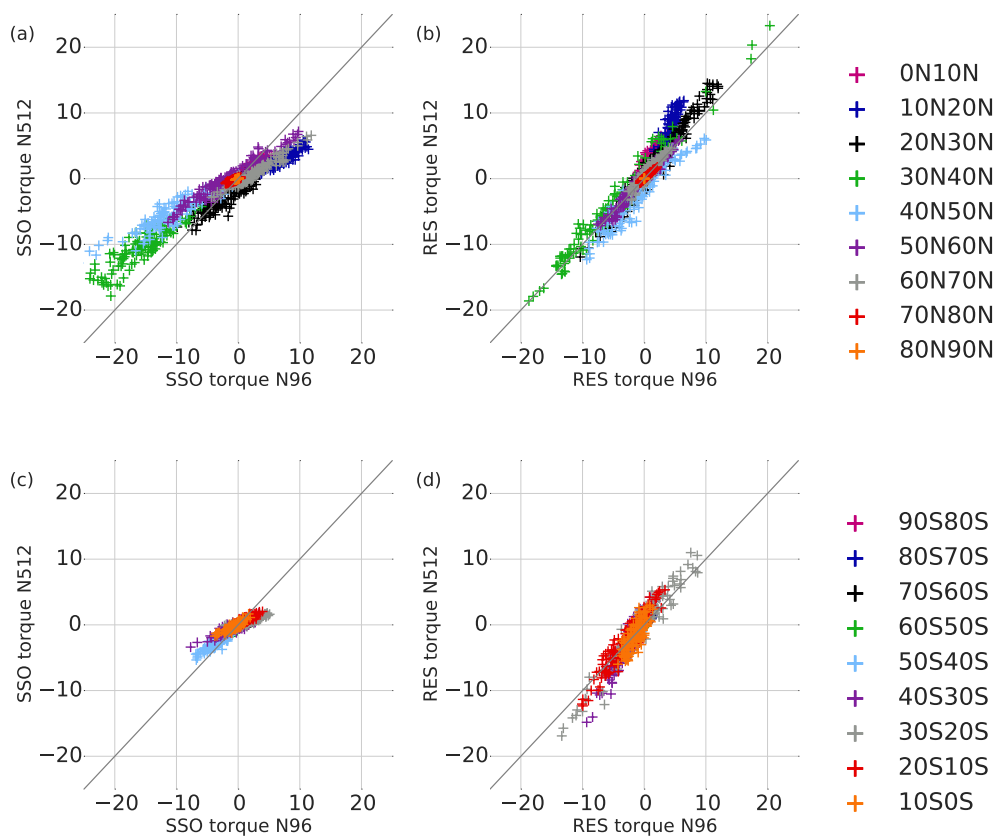 (a)
SSO torque N512
20
10
0
−10
−20
−20 −10 0 10 20
SSO torque N96
(b)
RES torque N512
20
10
0
−10
−20
−20 −10 0 10 20
RES torque N96
0N10N
10N20N
20N30N
30N40N
40N50N
50N60N
60N70N
70N80N
80N90N
(c)
SSO torque N512
20
10
0
−10
−20
−20 −10 0 10 20
SSO torque N96
(d)
RES torque N512
20
10
0
−10
−20
−20 −10 0 10 20
RES torque N96
90S80S
80S70S
70S60S
60S50S
50S40S
40S30S
30S20S
20S10S
10S0S